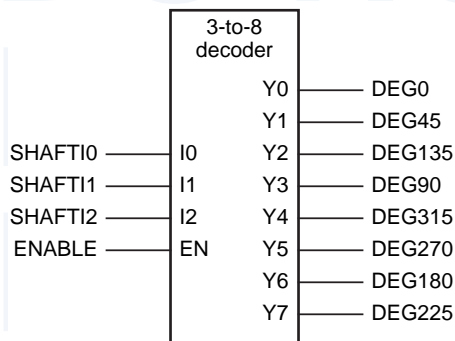 3-to-8
decoder
Y0 DEG0
Y1 DEG45
SHAFTI0 I0 Y2 DEG135
SHAFTI1 I1 Y3 DEG90
SHAFTI2 I2 Y4 DEG315
ENABLE EN Y5 DEG270
Y6 DEG180
Y7 DEG225